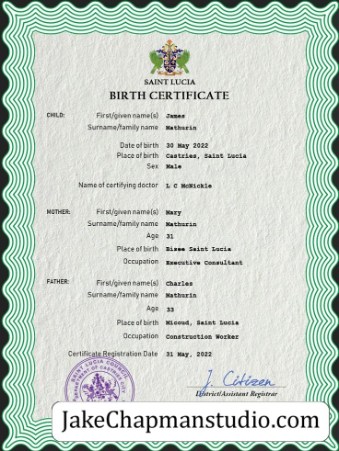 SAINT LUCIA
BIRTH CERTIFICATE
CHILD: First/given name(s) James
Surname/family name Mathurin
Date of birth 30 May 2022
Place of birth Castries, Saint Lucia
Sex Male
Name of certifying doctor L C McNickle
MOTHER: First/given name(s) Mary
Surname/family name Mathurin
Age 31
Place of birth Bisee Saint Lucia
Occupation Executive Consultant
FATHER: First/given name(s) Charles
Surname/family name Mathurin
Age 33
Place of birth Micoud, Saint Lucia
Occupation Construction Worker
Certificate Registration Date 31 May, 2022
J. Citizen
District/Assistant Registrar
JakeChapmanstudio.com